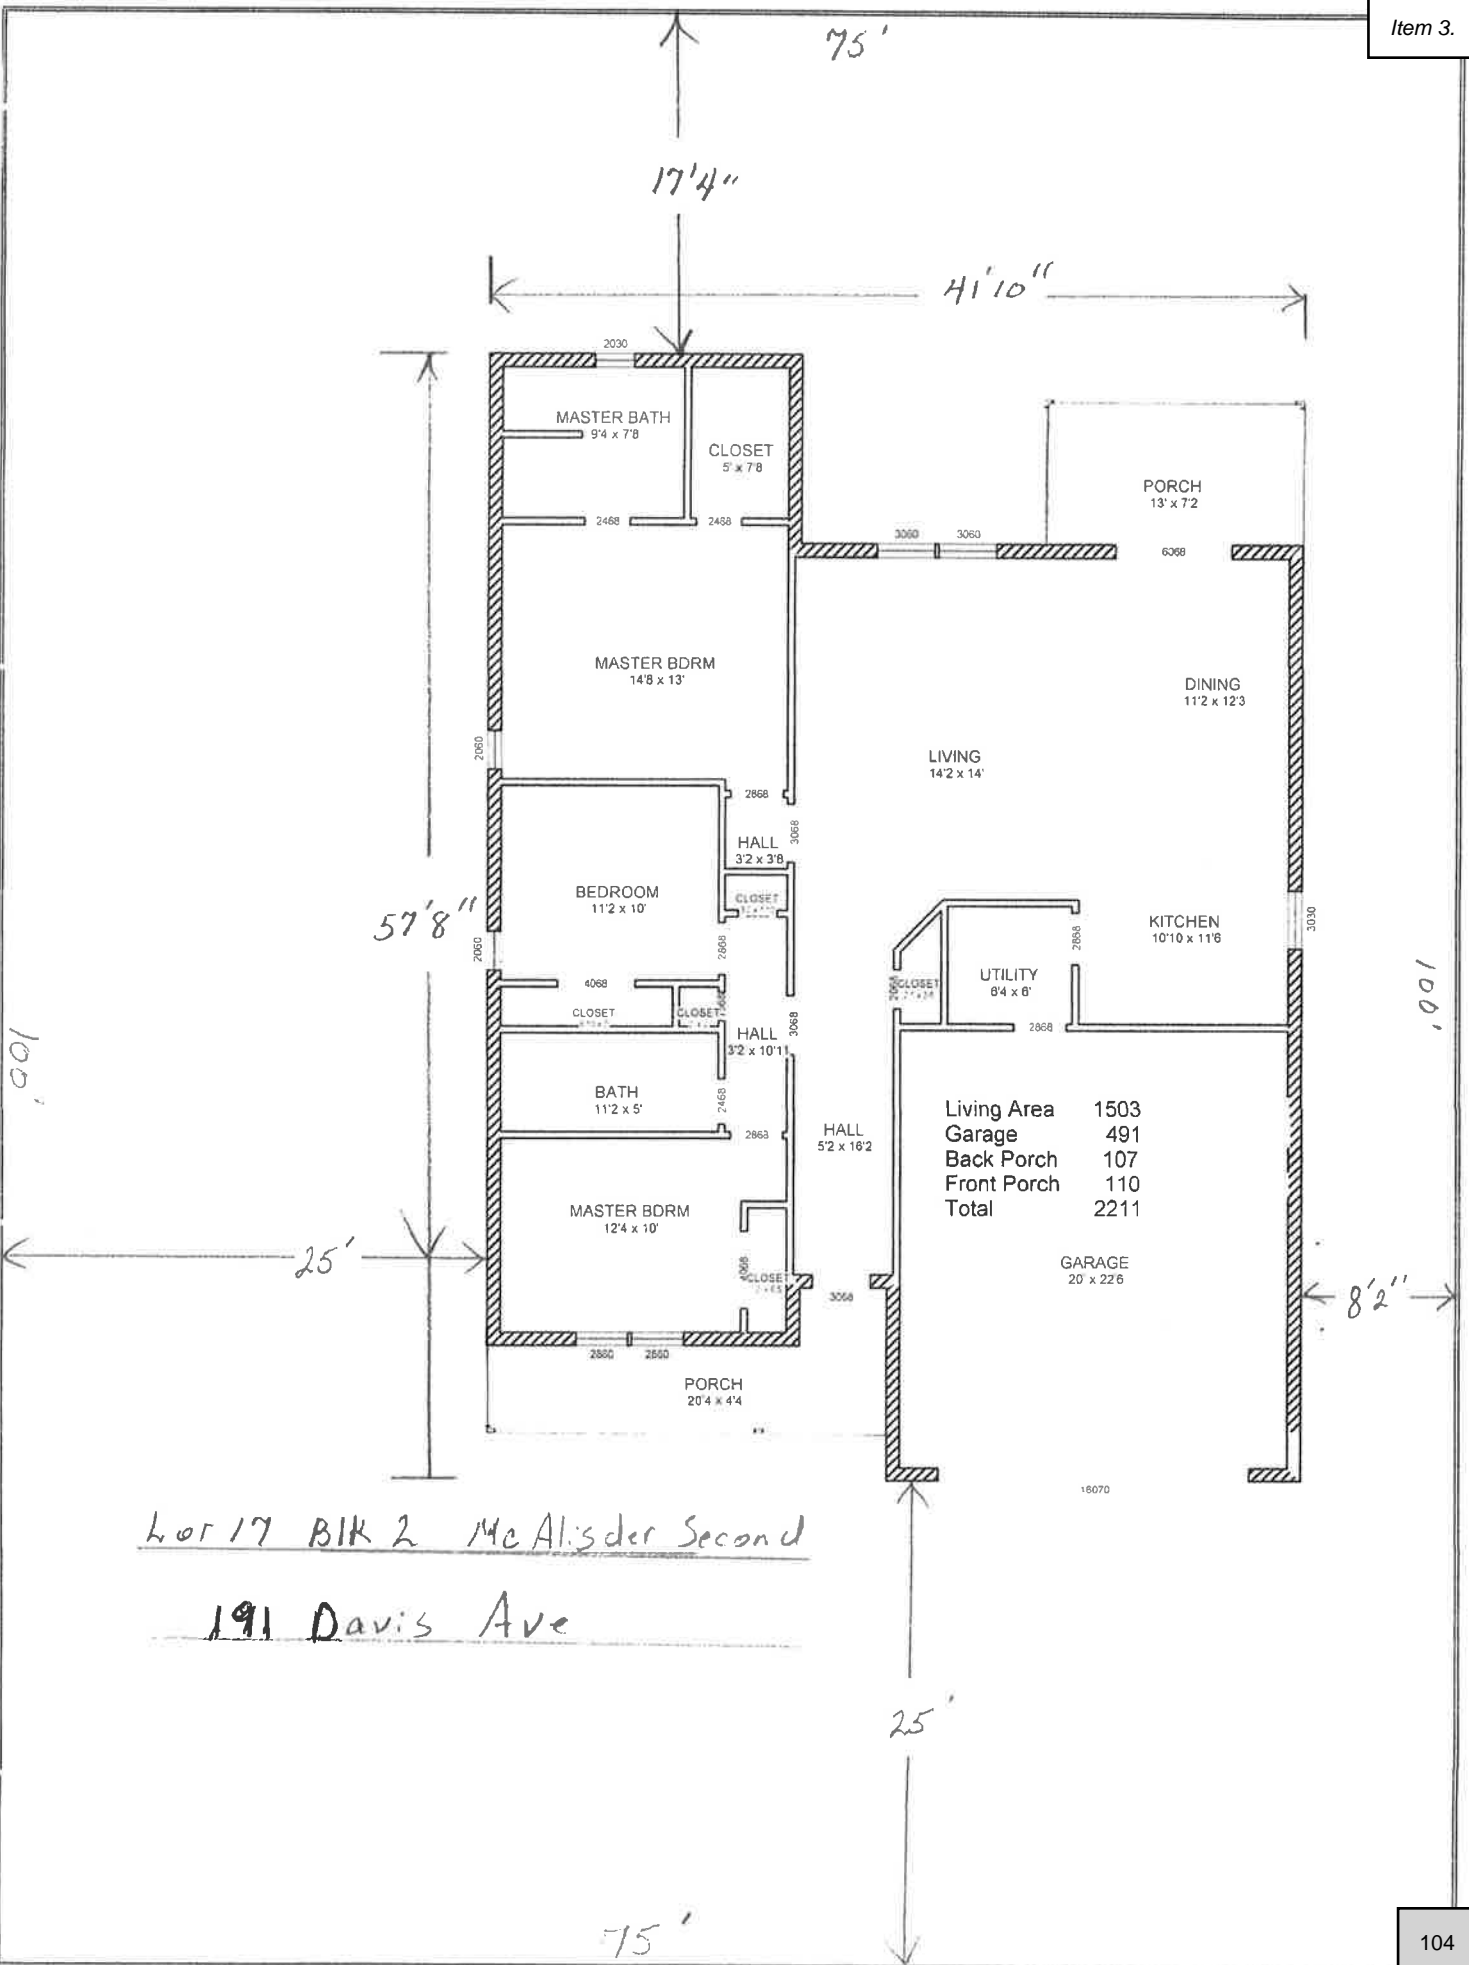 Item 3.
75'
17'4"
41'10"
2030
MASTER BATH
9'4 x 7'8
CLOSET
5' x 7'8
PORCH
13' x 7'2
2468
2468
3060
3060
6068
MASTER BDRM
14'8 x 13'
DINING
11'2 x 12'3
2060
LIVING
14'2 x 14'
2868
3068
HALL
3'2 x 3'8
BEDROOM
11'2 x 10'
CLOSET
57'8"
2060
2868
KITCHEN
10'10 x 11'6
3030
2868
UTILITY
6'4 x 6'
4068
CLOSET
2068
CLOSET
CLOSET
100'
100'
HALL
3'2 x 10'11
3068
2868
BATH
11'2 x 5'
2468
2868
HALL
5'2 x 16'2
Living Area 1503
Garage 491
Back Porch 107
Front Porch 110
Total 2211
MASTER BDRM
12'4 x 10'
25'
4068
CLOSET
3068
GARAGE
20' x 22'6
8'2"
2860
2860
PORCH
20'4 x 4'4
16070
Lot 17 Blk 2 McAlisder Second
191 Davis Ave
25'
75'
104